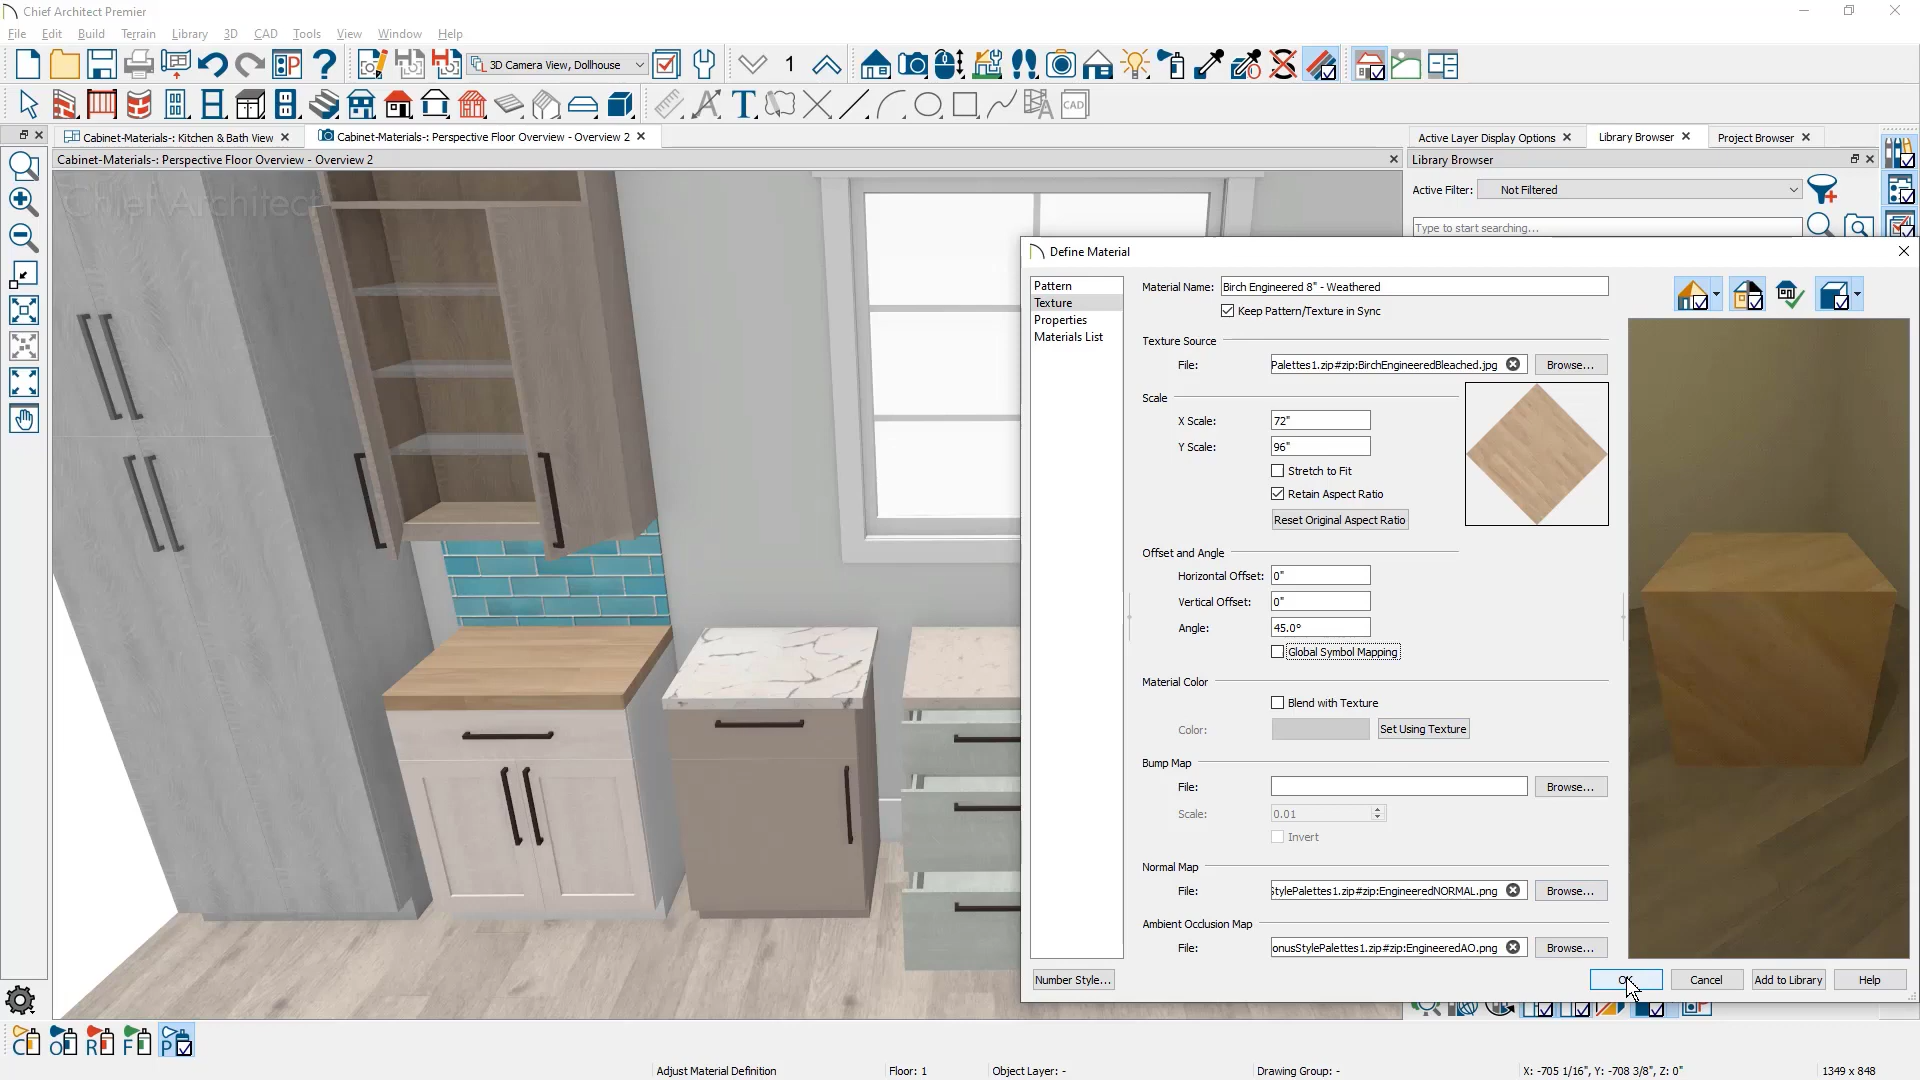 Chief Architect Premier
File Edit Build Terrain Library 3D CAD Tools View Window Help
3D Camera View, Dollhouse
1
CAD
Cabinet-Materials-: Kitchen & Bath View
Cabinet-Materials-: Perspective Floor Overview - Overview 2
Active Layer Display Options
Library Browser
Project Browser
Cabinet-Materials-: Perspective Floor Overview - Overview 2
Library Browser
Active Filter: Not Filtered
Type to start searching...
Chief Architect
Define Material
Pattern
Texture
Properties
Materials List
Material Name: Birch Engineered 8" - Weathered
Keep Pattern/Texture in Sync
Texture Source
File: Palettes1.zip#zip:BirchEngineeredBleached.jpg Browse...
Scale
X Scale: 72"
Y Scale: 96"
Stretch to Fit
Retain Aspect Ratio
Reset Original Aspect Ratio
Offset and Angle
Horizontal Offset: 0"
Vertical Offset: 0"
Angle: 45.0°
Global Symbol Mapping
Material Color
Blend with Texture
Color: Set Using Texture
Bump Map
File: Browse...
Scale: 0.01
Invert
Normal Map
File: StylePalettes1.zip#zip:EngineeredNORMAL.png Browse...
Ambient Occlusion Map
File: onusStylePalettes1.zip#zip:EngineeredAO.png Browse...
Number Style... OK Cancel Add to Library Help
C O R F P
Adjust Material Definition Floor: 1 Object Layer: - Drawing Group: - X: -705 1/16", Y: -708 3/8", Z: 0" 1349 x 848